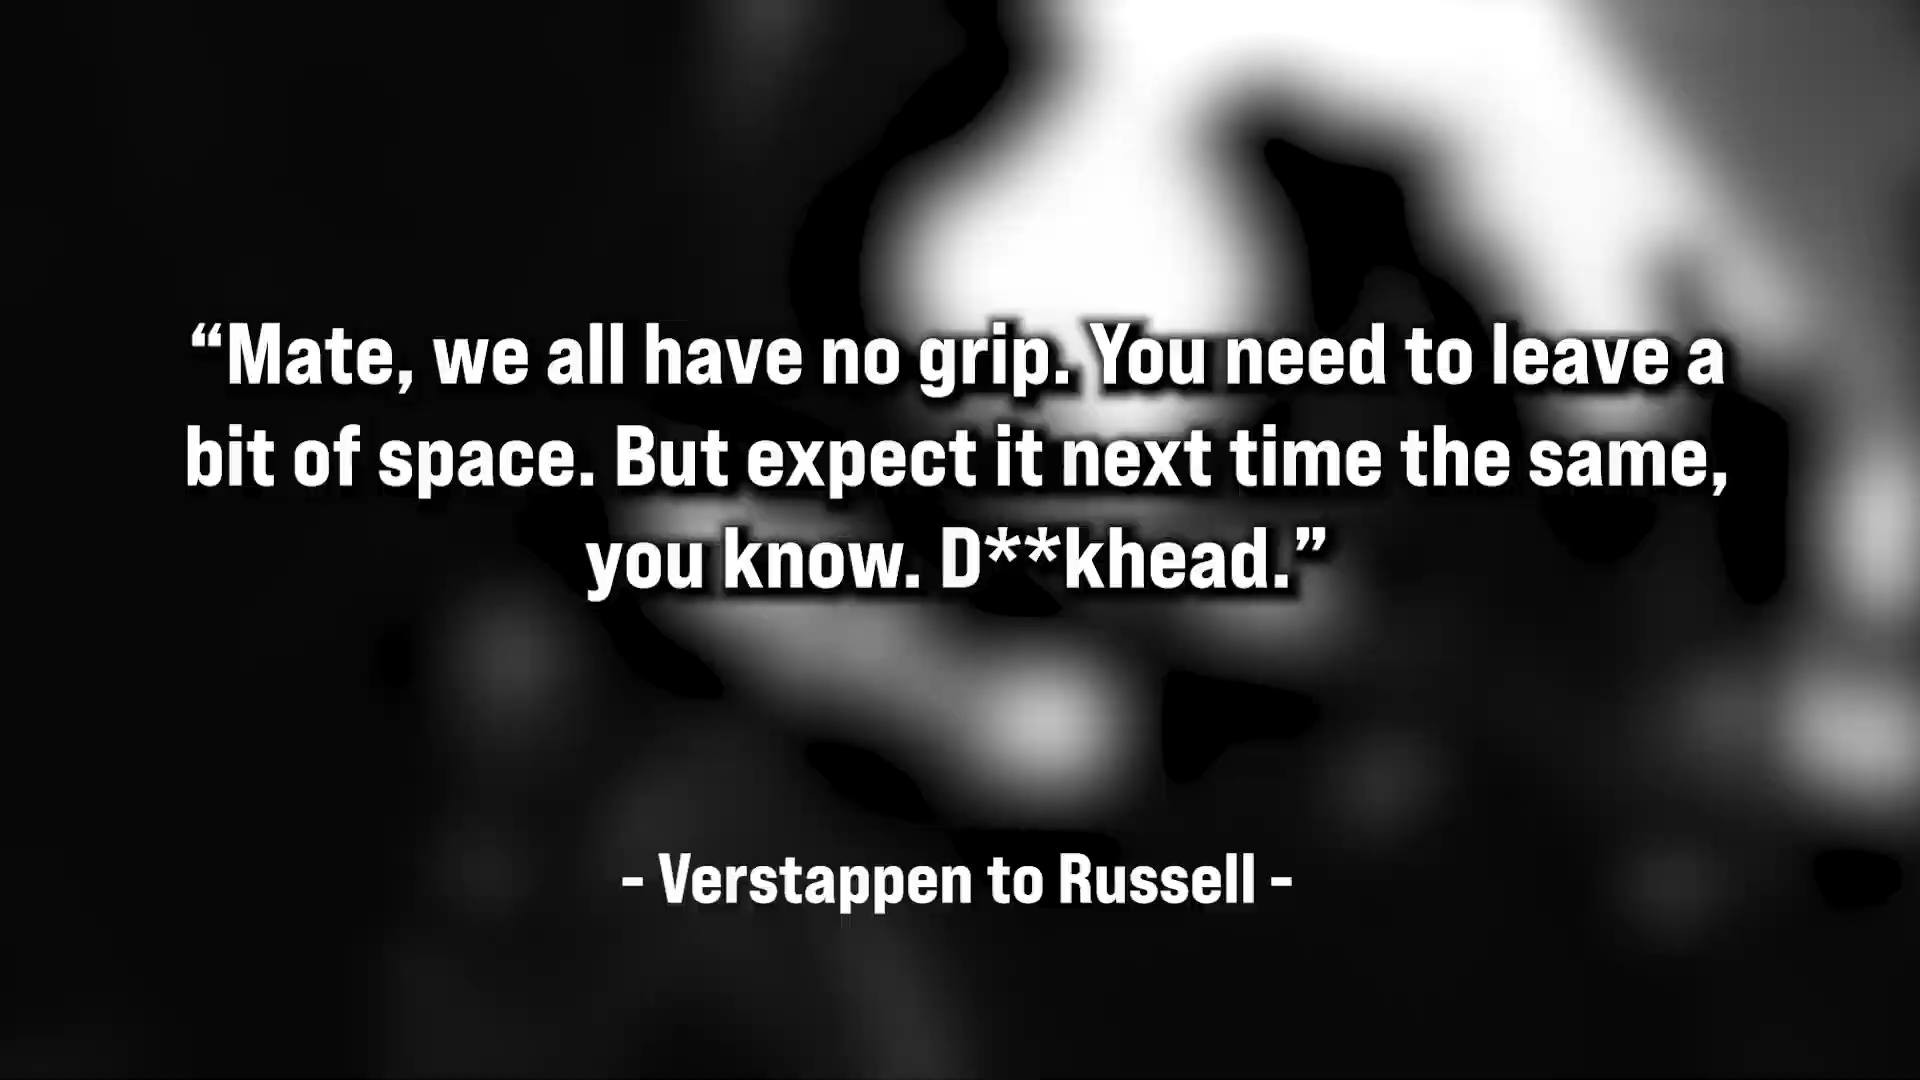 “Mate, we all have no grip. You need to leave a
bit of space. But expect it next time the same,
you know. D**khead.”
- Verstappen to Russell -